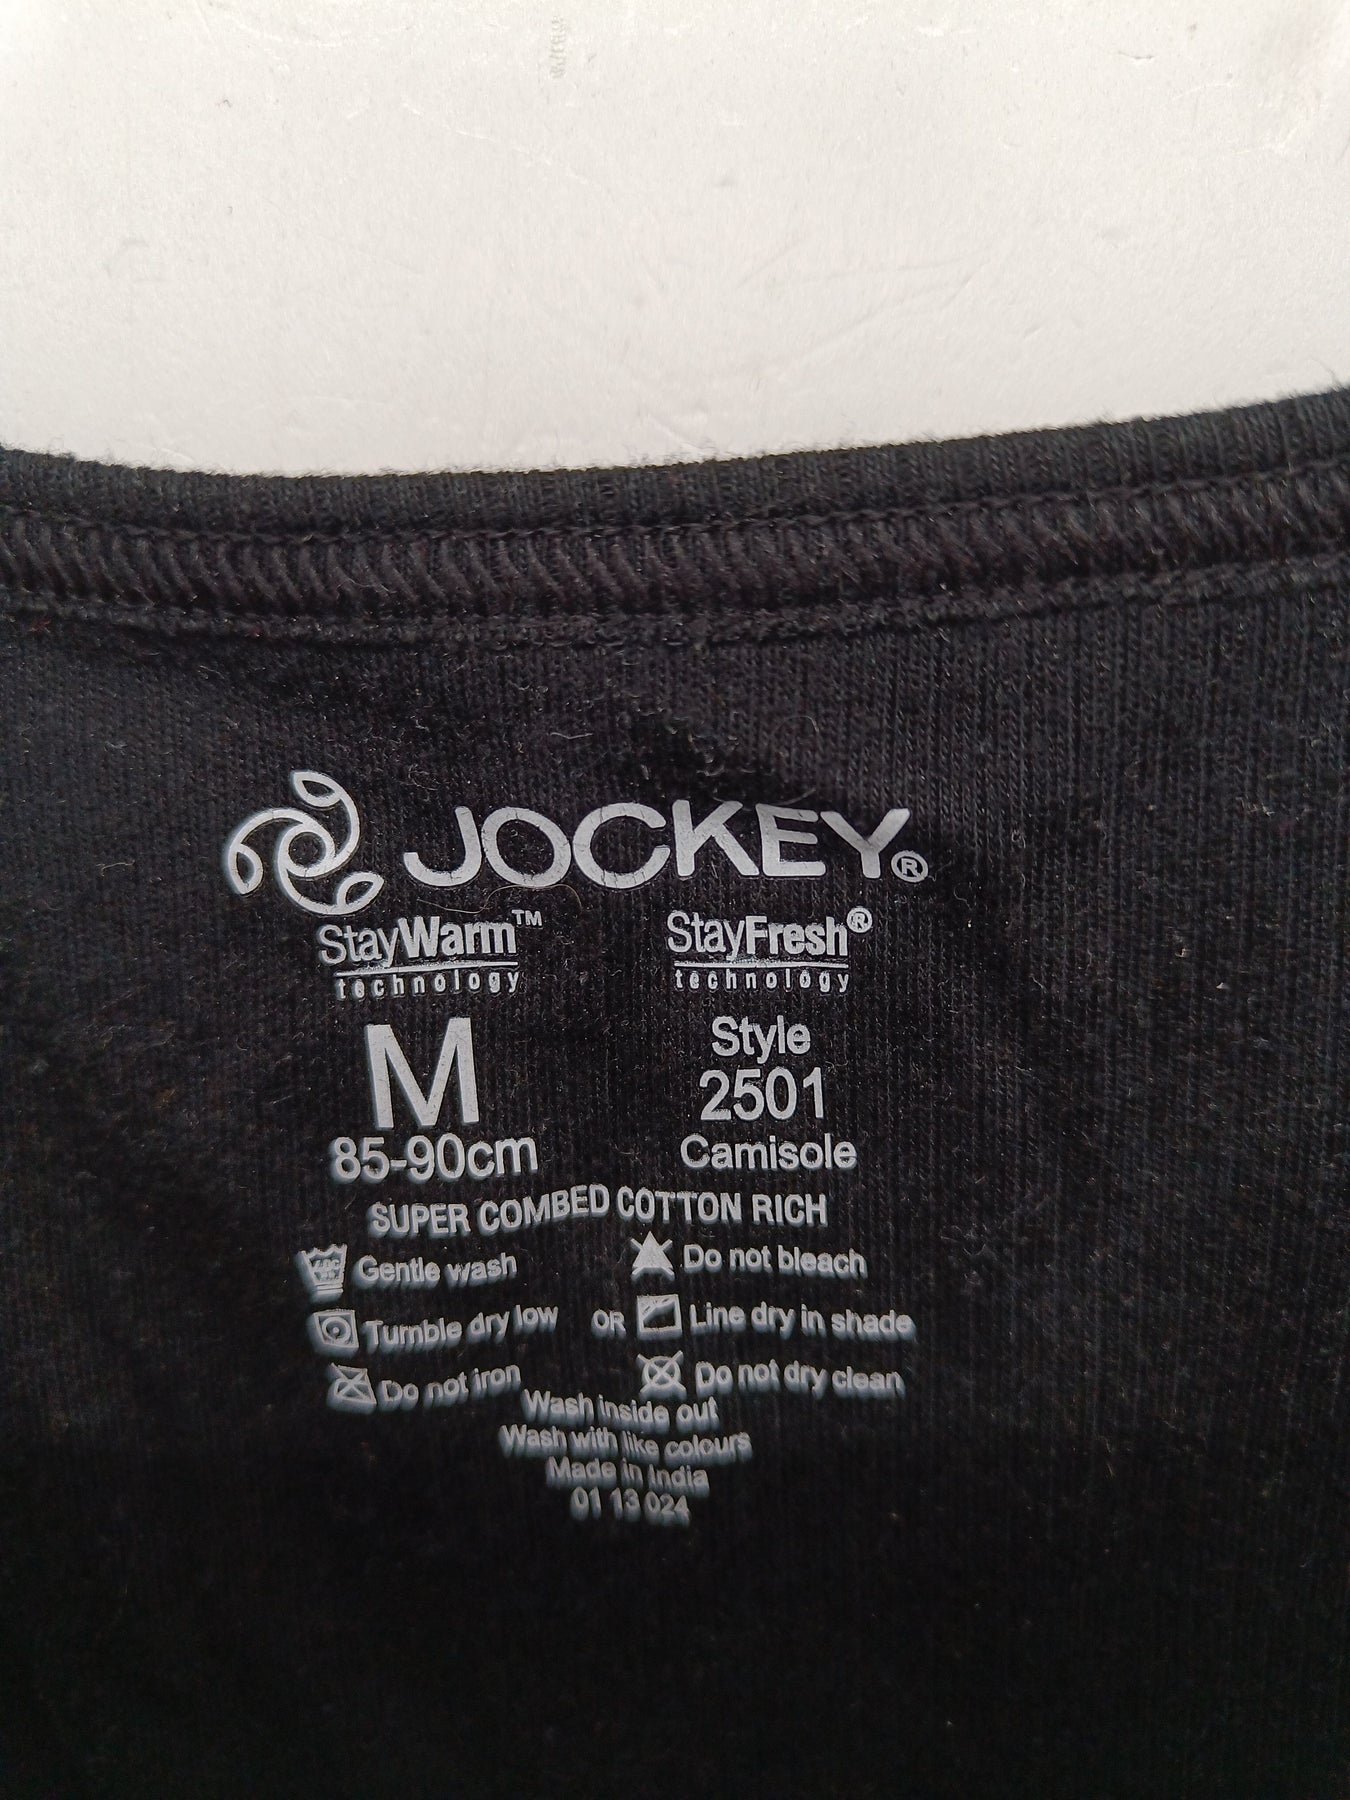 JOCKEY®
StayWarm™ StayFresh®
technology technology
M Style
2501
85-90cm Camisole
SUPER COMBED COTTON RICH
Gentle wash Do not bleach
Tumble dry low OR Line dry in shade
Do not iron Do not dry clean
Wash inside out
Wash with like colours
Made in India
01 13 024